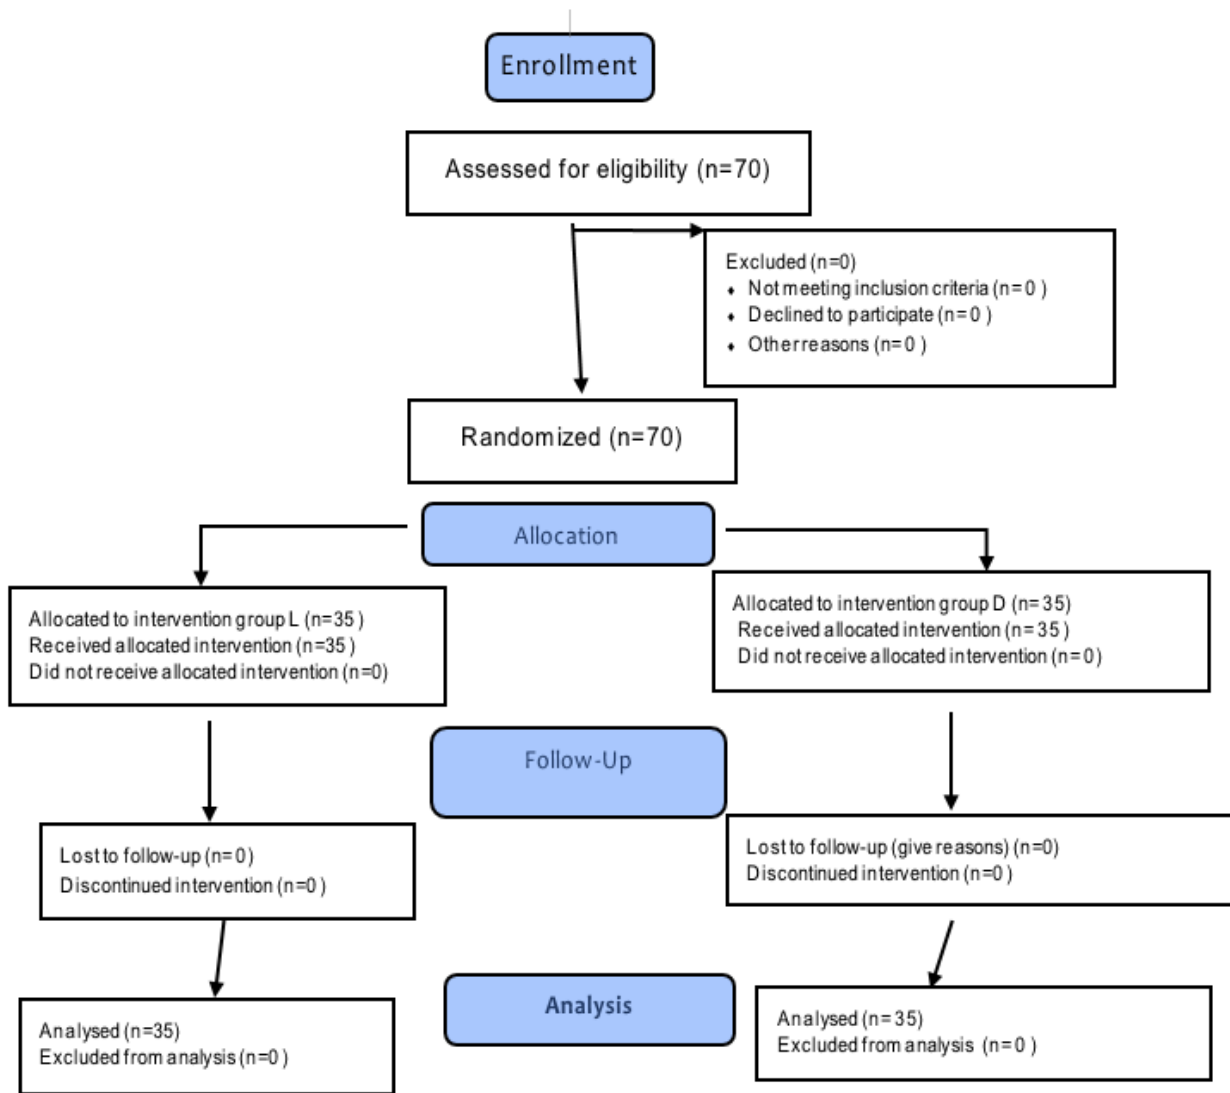 Enrollment
Assessed for eligibility (n=70)
Excluded (n=0)
♦ Not meeting inclusion criteria (n=0 )
♦ Declined to participate (n=0 )
♦ Other reasons (n=0 )
Randomized (n=70)
Allocation
Allocated to intervention group L (n=35 )
Received allocated intervention (n=35 )
Did not receive allocated intervention (n=0)
Allocated to intervention group D (n=35)
Received allocated intervention (n=35 )
Did not receive allocated intervention (n=0)
Follow-Up
Lost to follow-up (n=0)
Discontinued intervention (n=0 )
Lost to follow-up (give reasons) (n=0)
Discontinued intervention (n=0 )
Analysis
Analysed (n=35)
Excluded from analysis (n=0 )
Analysed (n=35)
Excluded from analysis (n=0 )